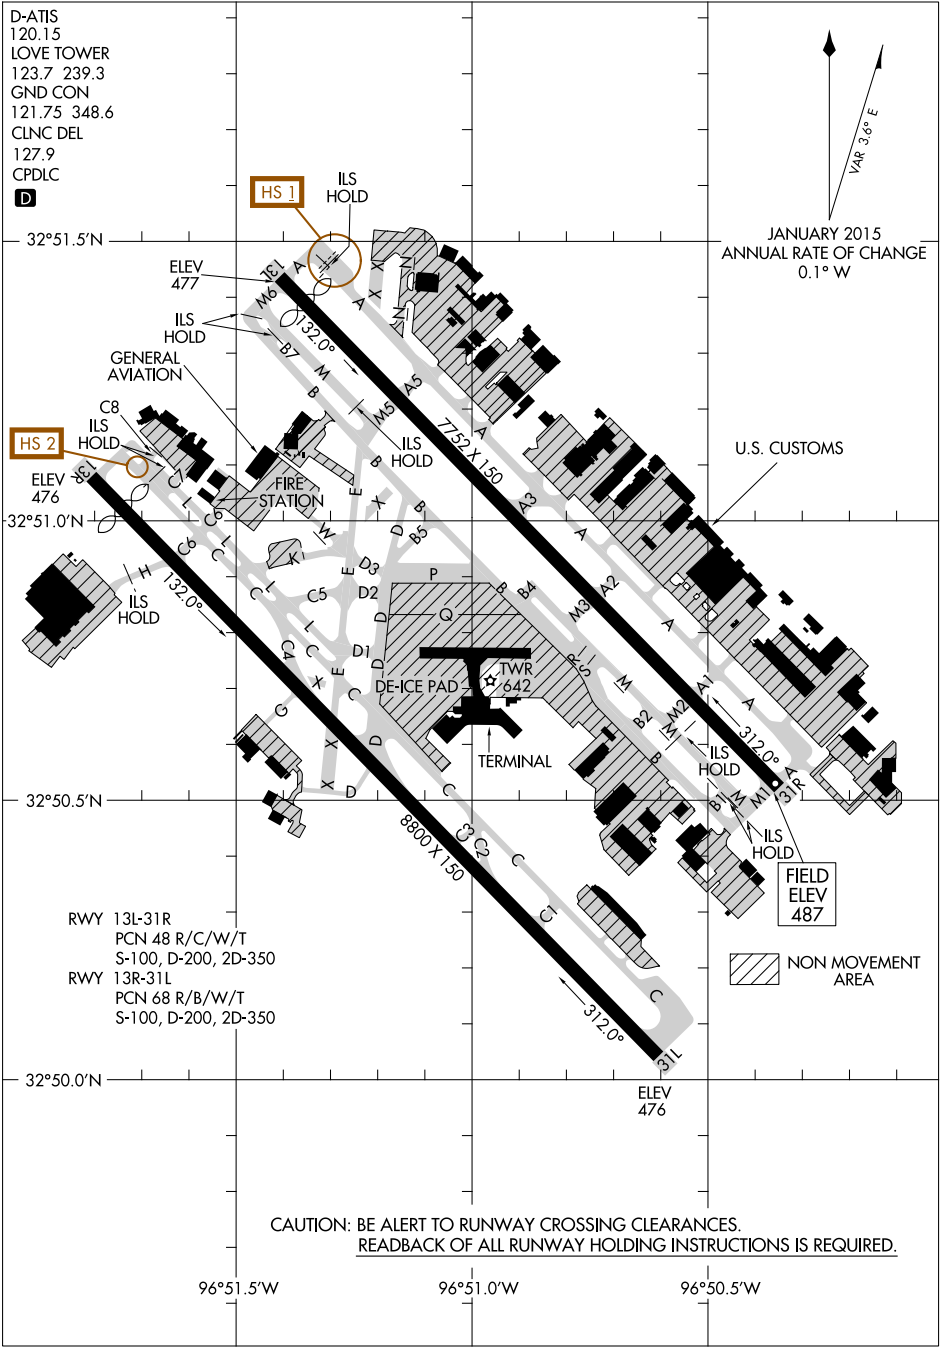 D-ATIS
120.15
LOVE TOWER
123.7 239.3
GND CON
121.75 348.6
CLNC DEL
127.9
CPDLC
D
VAR 3.6° E
JANUARY 2015
ANNUAL RATE OF CHANGE
0.1° W
HS 1
ILS
HOLD
32°51.5'N
ELEV
477
13L
A
M6
ILS
HOLD
132.0°
B7
M
B
A
X
X
N
N
GENERAL
AVIATION
C8
ILS
HOLD
HS 2
ELEV
476
13R
C7
L
C6
FIRE
STATION
M5
A5
ILS
HOLD
7752 X 150
A
U.S. CUSTOMS
32°51.0'N
B
E
X
D
B
B5
W
A3
A
C6
C
L
K
E
D3
D2
C5
P
B
B4
M3
A2
A
H
ILS
HOLD
132.0°
C
L
D
Q
L
C
D1
D
C4
E
X
C
DE-ICE PAD
TWR
642
R
S
M
A1
A
G
X
D
X
D
TERMINAL
B2
M2
M
B
ILS
HOLD
312.0°
A
31R
M1
M
B1
ILS
HOLD
32°50.5'N
C
8800 X 150
C3
C2
C
C1
FIELD
ELEV
487
RWY 13L-31R
PCN 48 R/C/W/T
S-100, D-200, 2D-350
RWY 13R-31L
PCN 68 R/B/W/T
S-100, D-200, 2D-350
NON MOVEMENT
AREA
C
312.0°
31L
32°50.0'N
ELEV
476
CAUTION: BE ALERT TO RUNWAY CROSSING CLEARANCES.
READBACK OF ALL RUNWAY HOLDING INSTRUCTIONS IS REQUIRED.
96°51.5'W
96°51.0'W
96°50.5'W